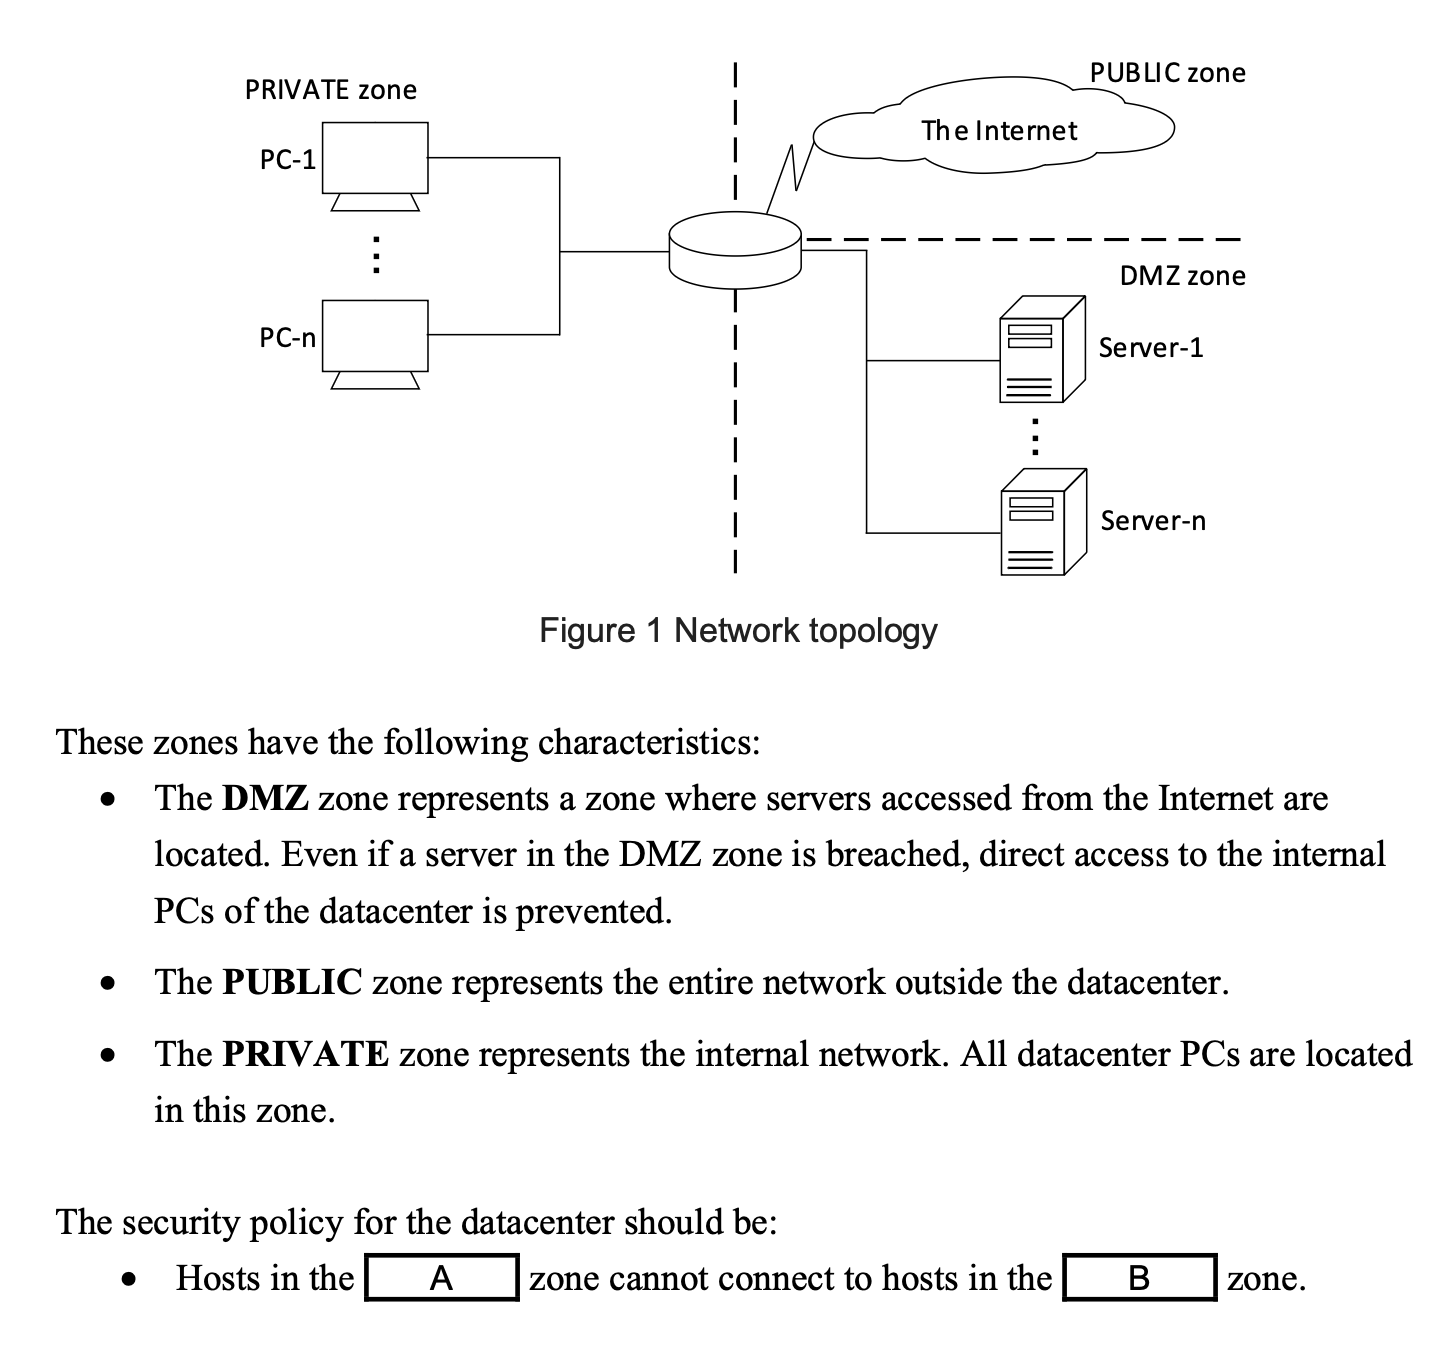 PRIVATE zone
PUBLIC zone
The Internet
PC-1
DMZ zone
PC-n
Server-1
Server-n
Figure 1 Network topology
These zones have the following characteristics:
• The DMZ zone represents a zone where servers accessed from the Internet are
located. Even if a server in the DMZ zone is breached, direct access to the internal
PCs of the datacenter is prevented.
• The PUBLIC zone represents the entire network outside the datacenter.
• The PRIVATE zone represents the internal network. All datacenter PCs are located
in this zone.
The security policy for the datacenter should be:
• Hosts in the A zone cannot connect to hosts in the B zone.